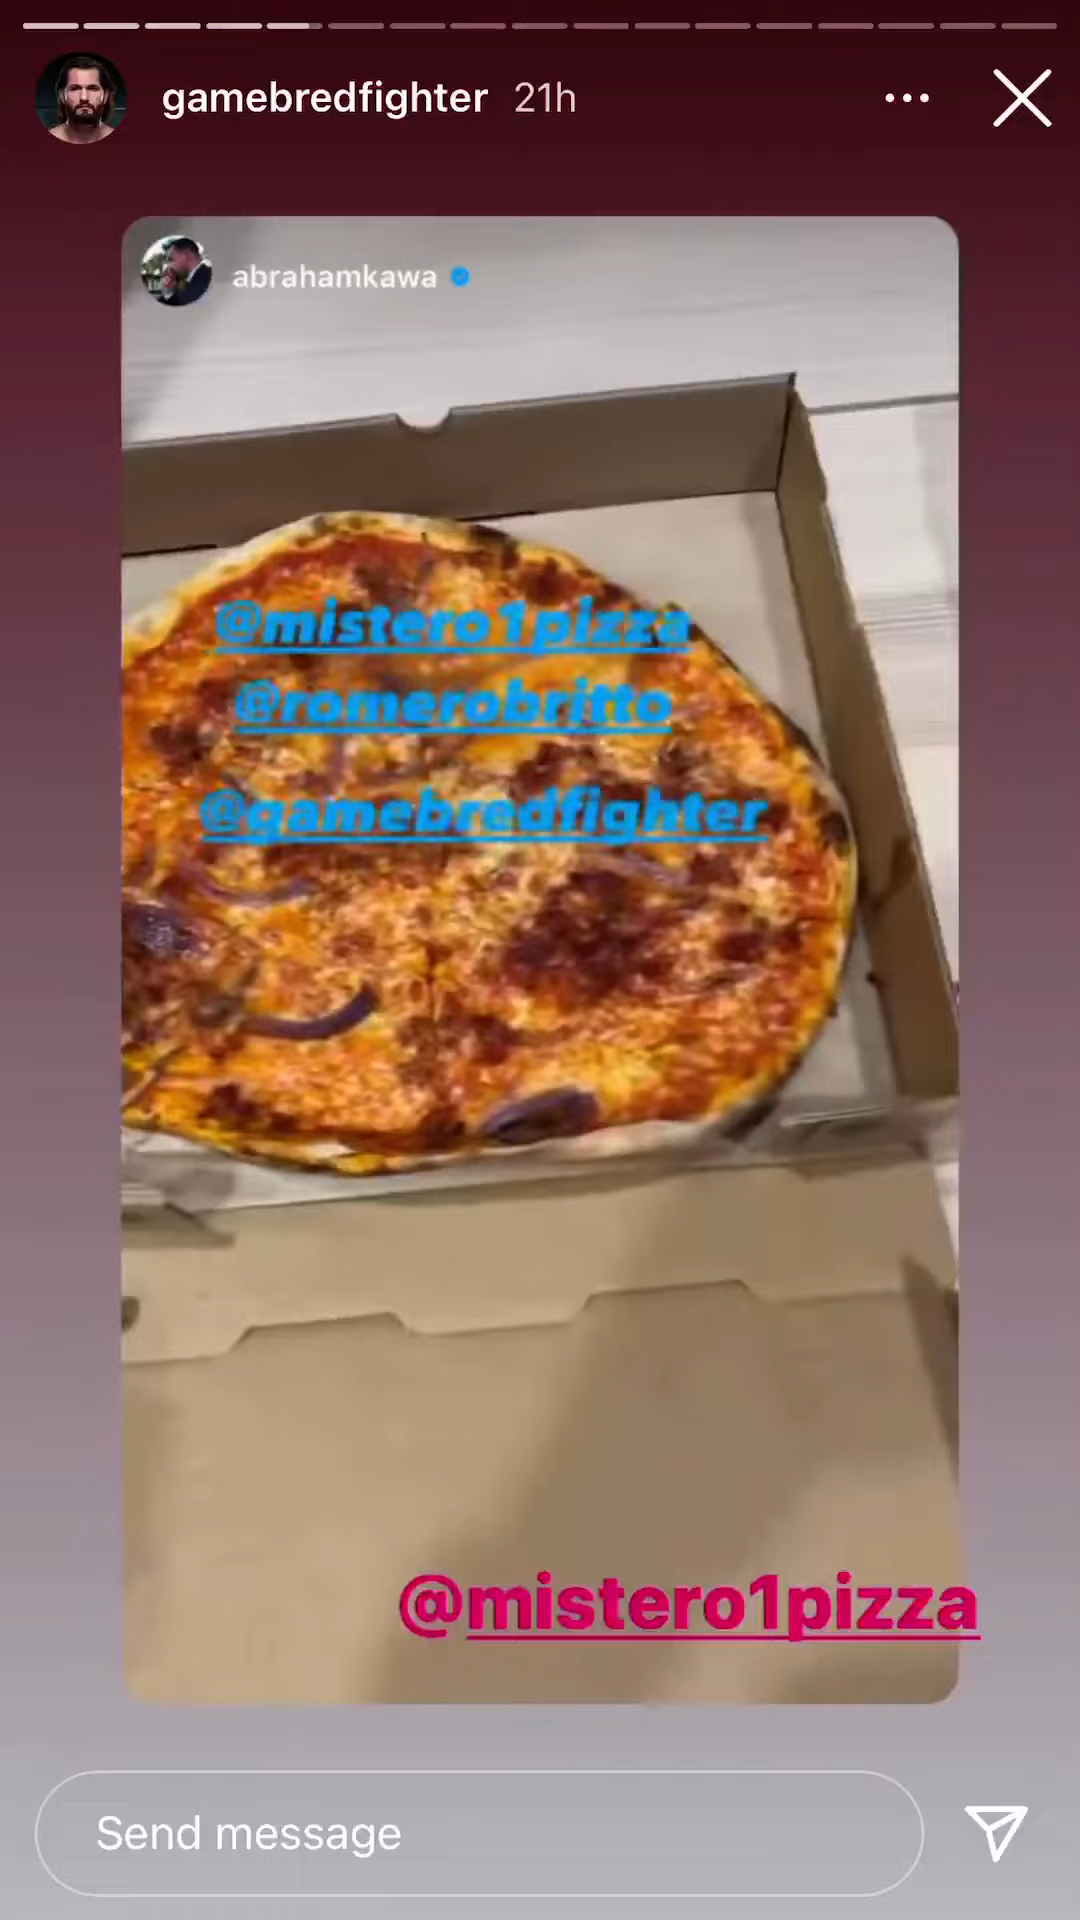 gamebredfighter 21h
abrahamkawa
@mistero1pizza
@romerobritto
@gamebredfighter
@mistero1pizza
Send message